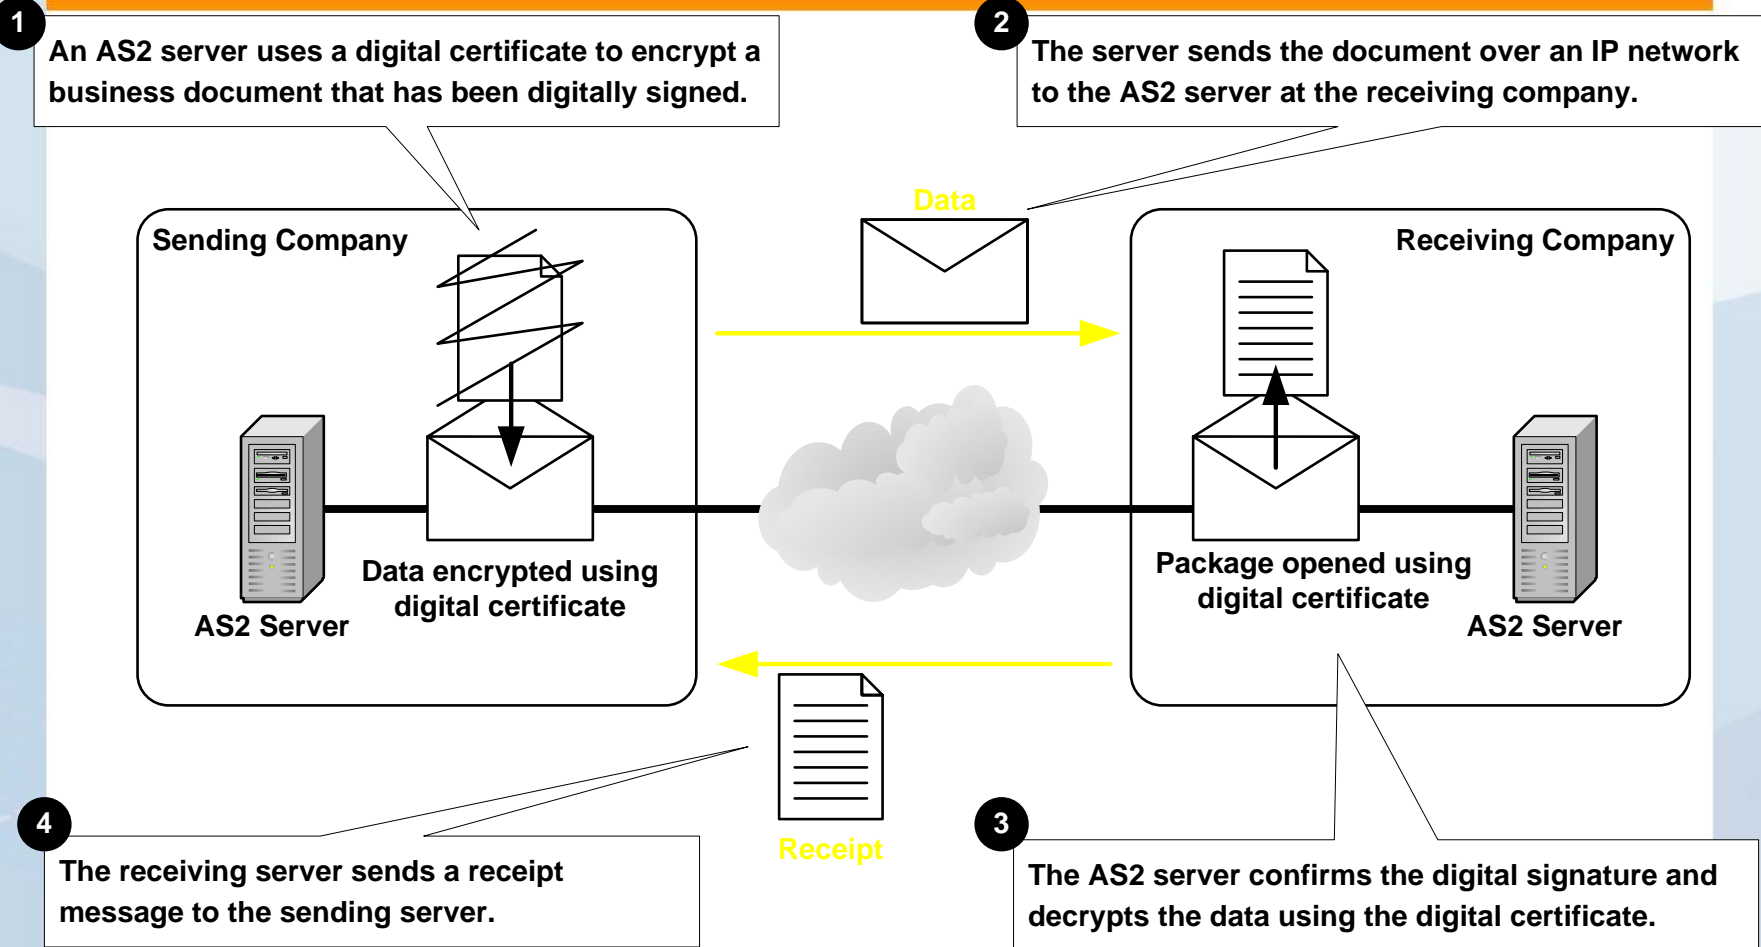 1
An AS2 server uses a digital certificate to encrypt a
business document that has been digitally signed.
2
The server sends the document over an IP network
to the AS2 server at the receiving company.
Data
Sending Company
Receiving Company
Data encrypted using
digital certificate
AS2 Server
Package opened using
digital certificate
AS2 Server
4
The receiving server sends a receipt
message to the sending server.
Receipt
3
The AS2 server confirms the digital signature and
decrypts the data using the digital certificate.